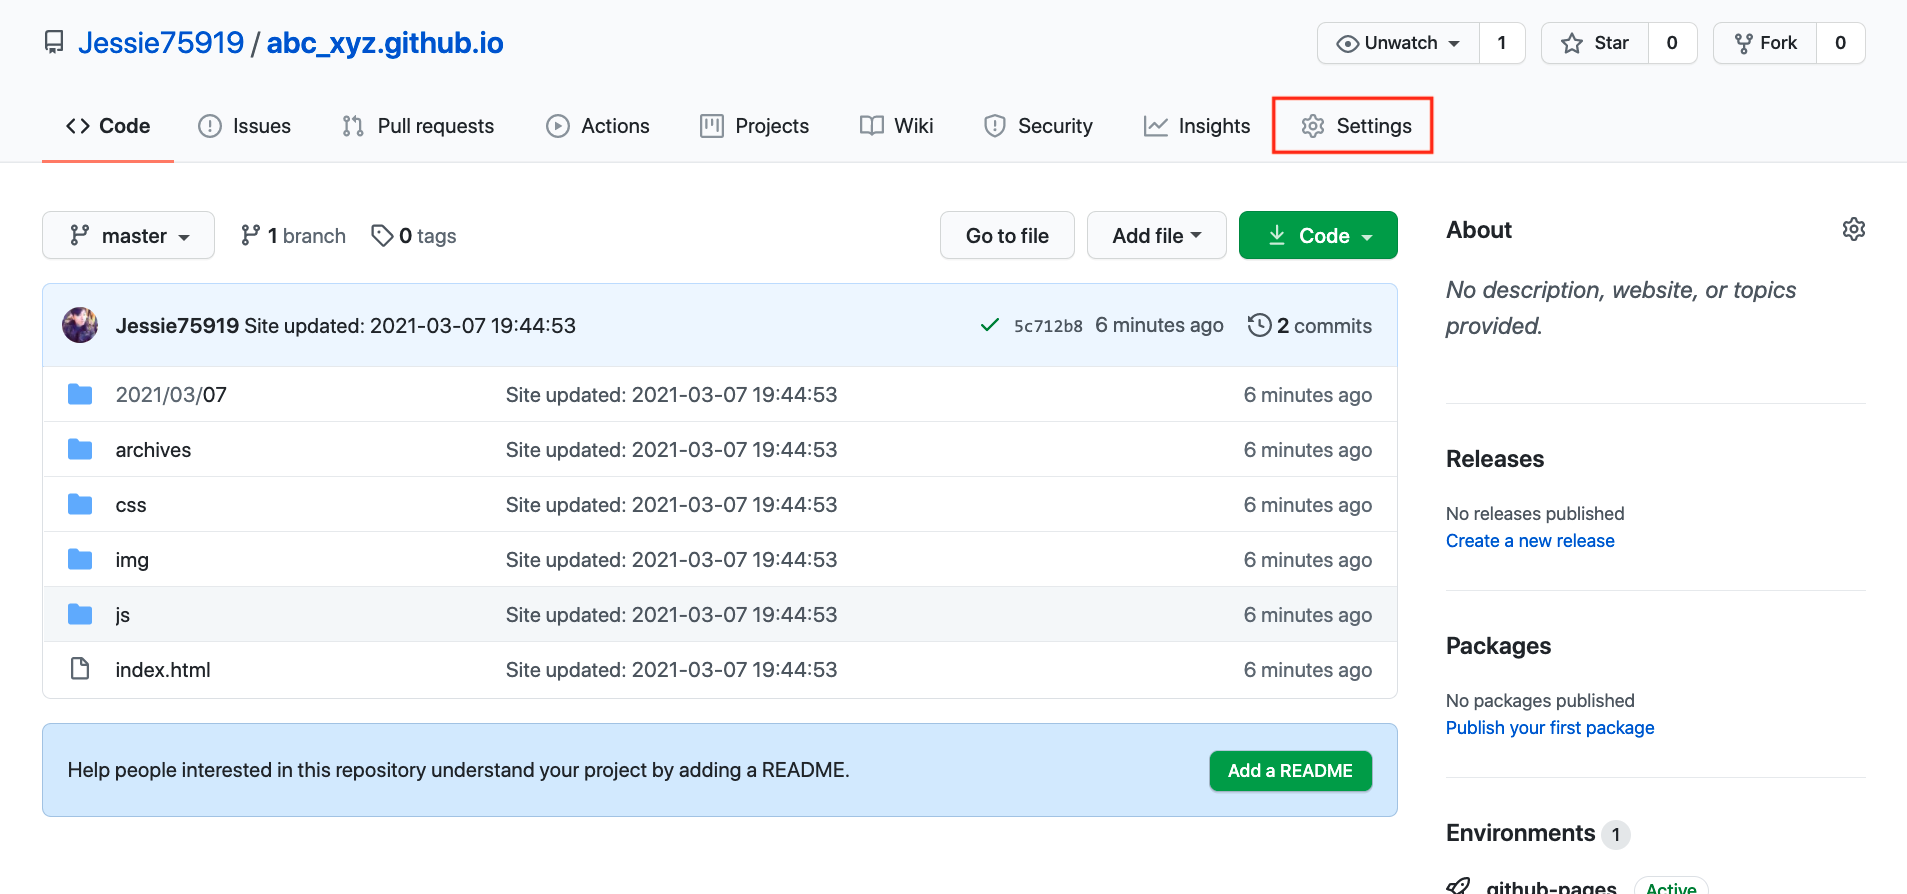 Jessie75919 / abc_xyz.github.io
Unwatch 1 Star 0 Fork 0
Code Issues Pull requests Actions Projects Wiki Security Insights Settings
master 1 branch 0 tags Go to file Add file Code
Jessie75919 Site updated: 2021-03-07 19:44:53 5c712b8 6 minutes ago 2 commits
2021/03/07 Site updated: 2021-03-07 19:44:53 6 minutes ago
archives Site updated: 2021-03-07 19:44:53 6 minutes ago
css Site updated: 2021-03-07 19:44:53 6 minutes ago
img Site updated: 2021-03-07 19:44:53 6 minutes ago
js Site updated: 2021-03-07 19:44:53 6 minutes ago
index.html Site updated: 2021-03-07 19:44:53 6 minutes ago
Help people interested in this repository understand your project by adding a README. Add a README
About
No description, website, or topics
provided.
Releases
No releases published
Create a new release
Packages
No packages published
Publish your first package
Environments 1
github-pages Active